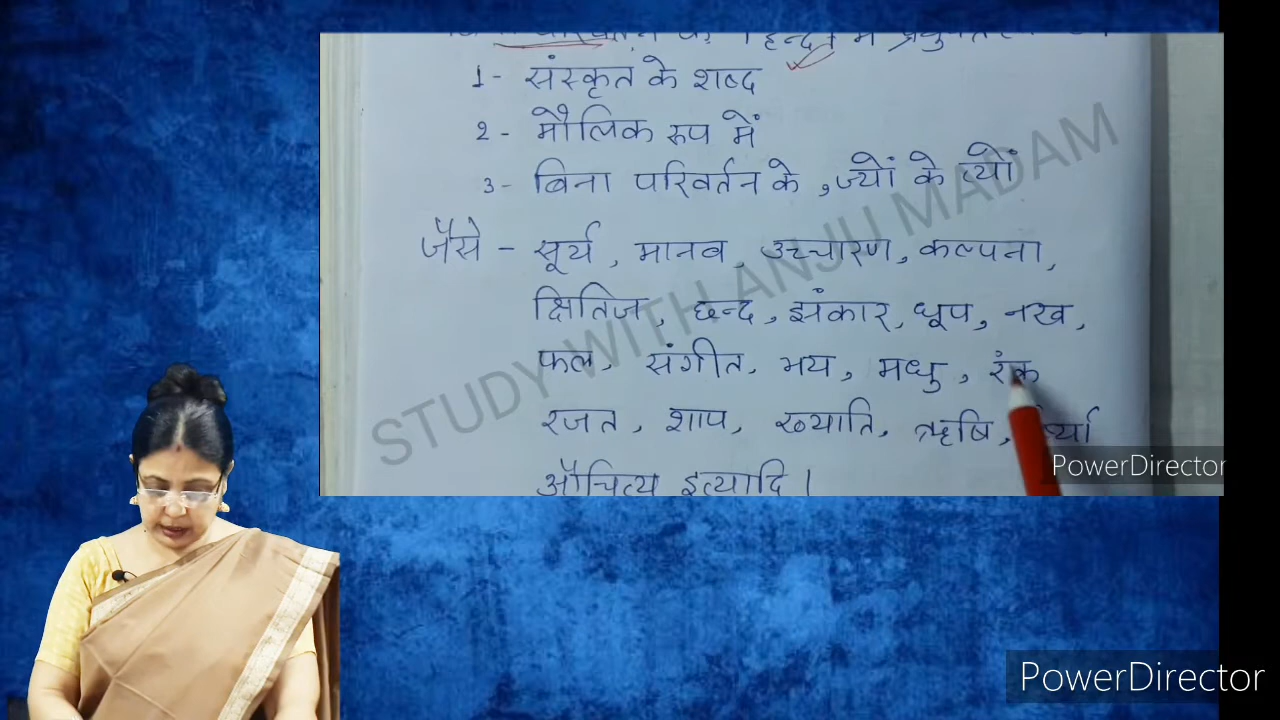 हिन्दी में
1- संस्कृत के शब्द
2- मौलिक रूप में
3- बिना परिवर्तन के , ज्यों के त्यों
जैसे - सूर्य , मानव , उच्चारण, कल्पना,
क्षितिज, छन्द, झंकार, धूप, नख,
फल, संगीत, भय, मधु, रंक
रजत , शाप, ख्याति, ऋषि,
औचित्य इत्यादि ।
STUDY WITH ANJU MADAM
PowerDirector
PowerDirector